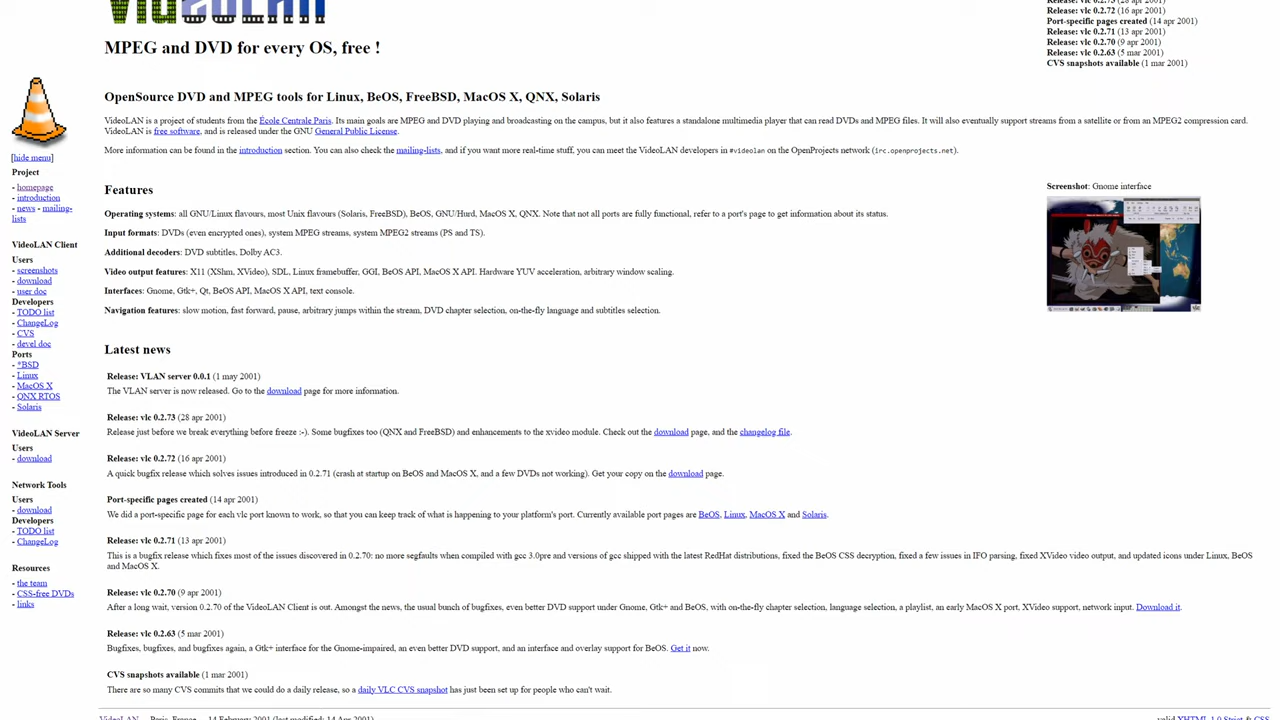 VideoLAN
Release: vlc 0.2.73 (28 apr 2001)
Release: vlc 0.2.72 (16 apr 2001)
Port-specific pages created (14 apr 2001)
Release: vlc 0.2.71 (13 apr 2001)
Release: vlc 0.2.70 (9 apr 2001)
Release: vlc 0.2.63 (5 mar 2001)
CVS snapshots available (1 mar 2001)
MPEG and DVD for every OS, free !
[hide menu]
Project
- homepage
- introduction
- news - mailing-
lists
VideoLAN Client
Users
- screenshots
- download
- user doc
Developers
- TODO list
- ChangeLog
- CVS
- devel doc
Ports
- *BSD
- Linux
- MacOS X
- QNX RTOS
- Solaris
VideoLAN Server
Users
- download
Network Tools
Users
- download
Developers
- TODO list
- ChangeLog
Resources
- the team
- CSS-free DVDs
- links
OpenSource DVD and MPEG tools for Linux, BeOS, FreeBSD, MacOS X, QNX, Solaris
VideoLAN is a project of students from the École Centrale Paris. Its main goals are MPEG and DVD playing and broadcasting on the campus, but it also features a standalone multimedia player that can read DVDs and MPEG files. It will also eventually support streams from a satellite or from an MPEG2 compression card.
VideoLAN is free software, and is released under the GNU General Public License.
More information can be found in the introduction section. You can also check the mailing-lists, and if you want more real-time stuff, you can meet the VideoLAN developers in #videolan on the OpenProjects network (irc.openprojects.net).
Features
Operating systems: all GNU/Linux flavours, most Unix flavours (Solaris, FreeBSD), BeOS, GNU/Hurd, MacOS X, QNX. Note that not all ports are fully functional, refer to a port's page to get information about its status.
Input formats: DVDs (even encrypted ones), system MPEG streams, system MPEG2 streams (PS and TS).
Additional decoders: DVD subtitles, Dolby AC3.
Video output features: X11 (XShm, XVideo), SDL, Linux framebuffer, GGI, BeOS API, MacOS X API. Hardware YUV acceleration, arbitrary window scaling.
Interfaces: Gnome, Gtk+, Qt, BeOS API, MacOS X API, text console.
Navigation features: slow motion, fast forward, pause, arbitrary jumps within the stream, DVD chapter selection, on-the-fly language and subtitles selection.
Screenshot: Gnome interface
Latest news
Release: VLAN server 0.0.1 (1 may 2001)
The VLAN server is now released. Go to the download page for more information.
Release: vlc 0.2.73 (28 apr 2001)
Release just before we break everything before freeze :-). Some bugfixes too (QNX and FreeBSD) and enhancements to the xvideo module. Check out the download page, and the changelog file.
Release: vlc 0.2.72 (16 apr 2001)
A quick bugfix release which solves issues introduced in 0.2.71 (crash at startup on BeOS and MacOS X, and a few DVDs not working). Get your copy on the download page.
Port-specific pages created (14 apr 2001)
We did a port-specific page for each vlc port known to work, so that you can keep track of what is happening to your platform's port. Currently available port pages are BeOS, Linux, MacOS X and Solaris.
Release: vlc 0.2.71 (13 apr 2001)
This is a bugfix release which fixes most of the issues discovered in 0.2.70: no more segfaults when compiled with gcc 3.0pre and versions of gcc shipped with the latest RedHat distributions, fixed the BeOS CSS decryption, fixed a few issues in IFO parsing, fixed XVideo video output, and updated icons under Linux, BeOS
and MacOS X.
Release: vlc 0.2.70 (9 apr 2001)
After a long wait, version 0.2.70 of the VideoLAN Client is out. Amongst the news, the usual bunch of bugfixes, even better DVD support under Gnome, Gtk+ and BeOS, with on-the-fly chapter selection, language selection, a playlist, an early MacOS X port, XVideo support, network input. Download it.
Release: vlc 0.2.63 (5 mar 2001)
Bugfixes, bugfixes, and bugfixes again, a Gtk+ interface for the Gnome-impaired, an even better DVD support, and an interface and overlay support for BeOS. Get it now.
CVS snapshots available (1 mar 2001)
There are so many CVS commits that we could do a daily release, so a daily VLC CVS snapshot has just been set up for people who can't wait.
VideoLAN — Paris, France — 14 February 2001 (last modified: 14 Apr 2001)
valid XHTML 1.0 Strict & CSS